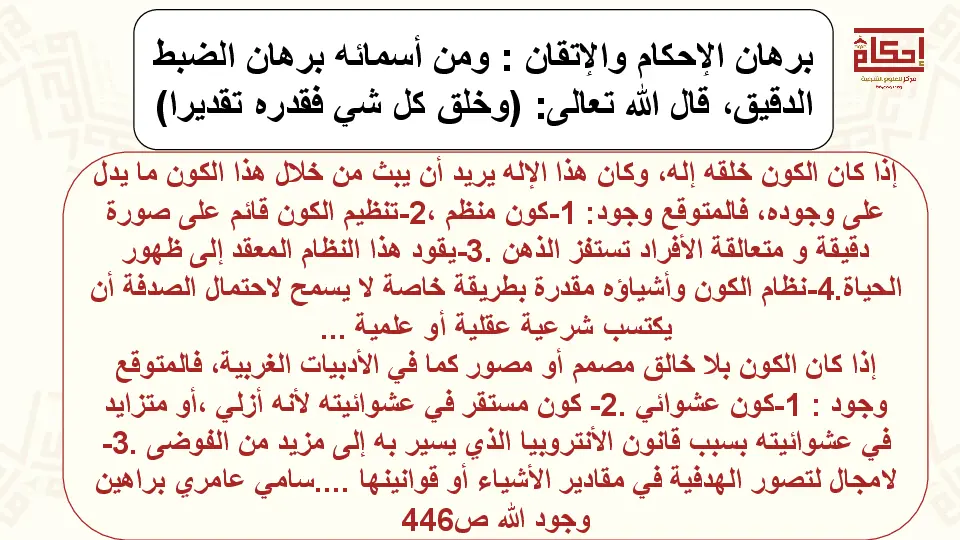 إحكام
مركز للعلوم الشرعية
برهان الإحكام والإتقان : ومن أسمائه برهان الضبط
الدقيق، قال الله تعالى: (وخلق كل شي فقدره تقديرا)
إذا كان الكون خلقه إله، وكان هذا الإله يريد أن يبث من خلال هذا الكون ما يدل
على وجوده، فالمتوقع وجود: 1-كون منظم ،2-تنظيم الكون قائم على صورة
دقيقة و متعالقة الأفراد تستفز الذهن .3-يقود هذا النظام المعقد إلى ظهور
الحياة.4-نظام الكون وأشياؤه مقدرة بطريقة خاصة لا يسمح لاحتمال الصدفة أن
يكتسب شرعية عقلية أو علمية ...
إذا كان الكون بلا خالق مصمم أو مصور كما في الأدبيات الغربية، فالمتوقع
وجود : 1-كون عشوائي .2- كون مستقر في عشوائيته لأنه أزلي ،أو متزايد
في عشوائيته بسبب قانون الأنتروبيا الذي يسير به إلى مزيد من الفوضى .3-
لامجال لتصور الهدفية في مقادير الأشياء أو قوانينها ....سامي عامري براهين
وجود الله ص446